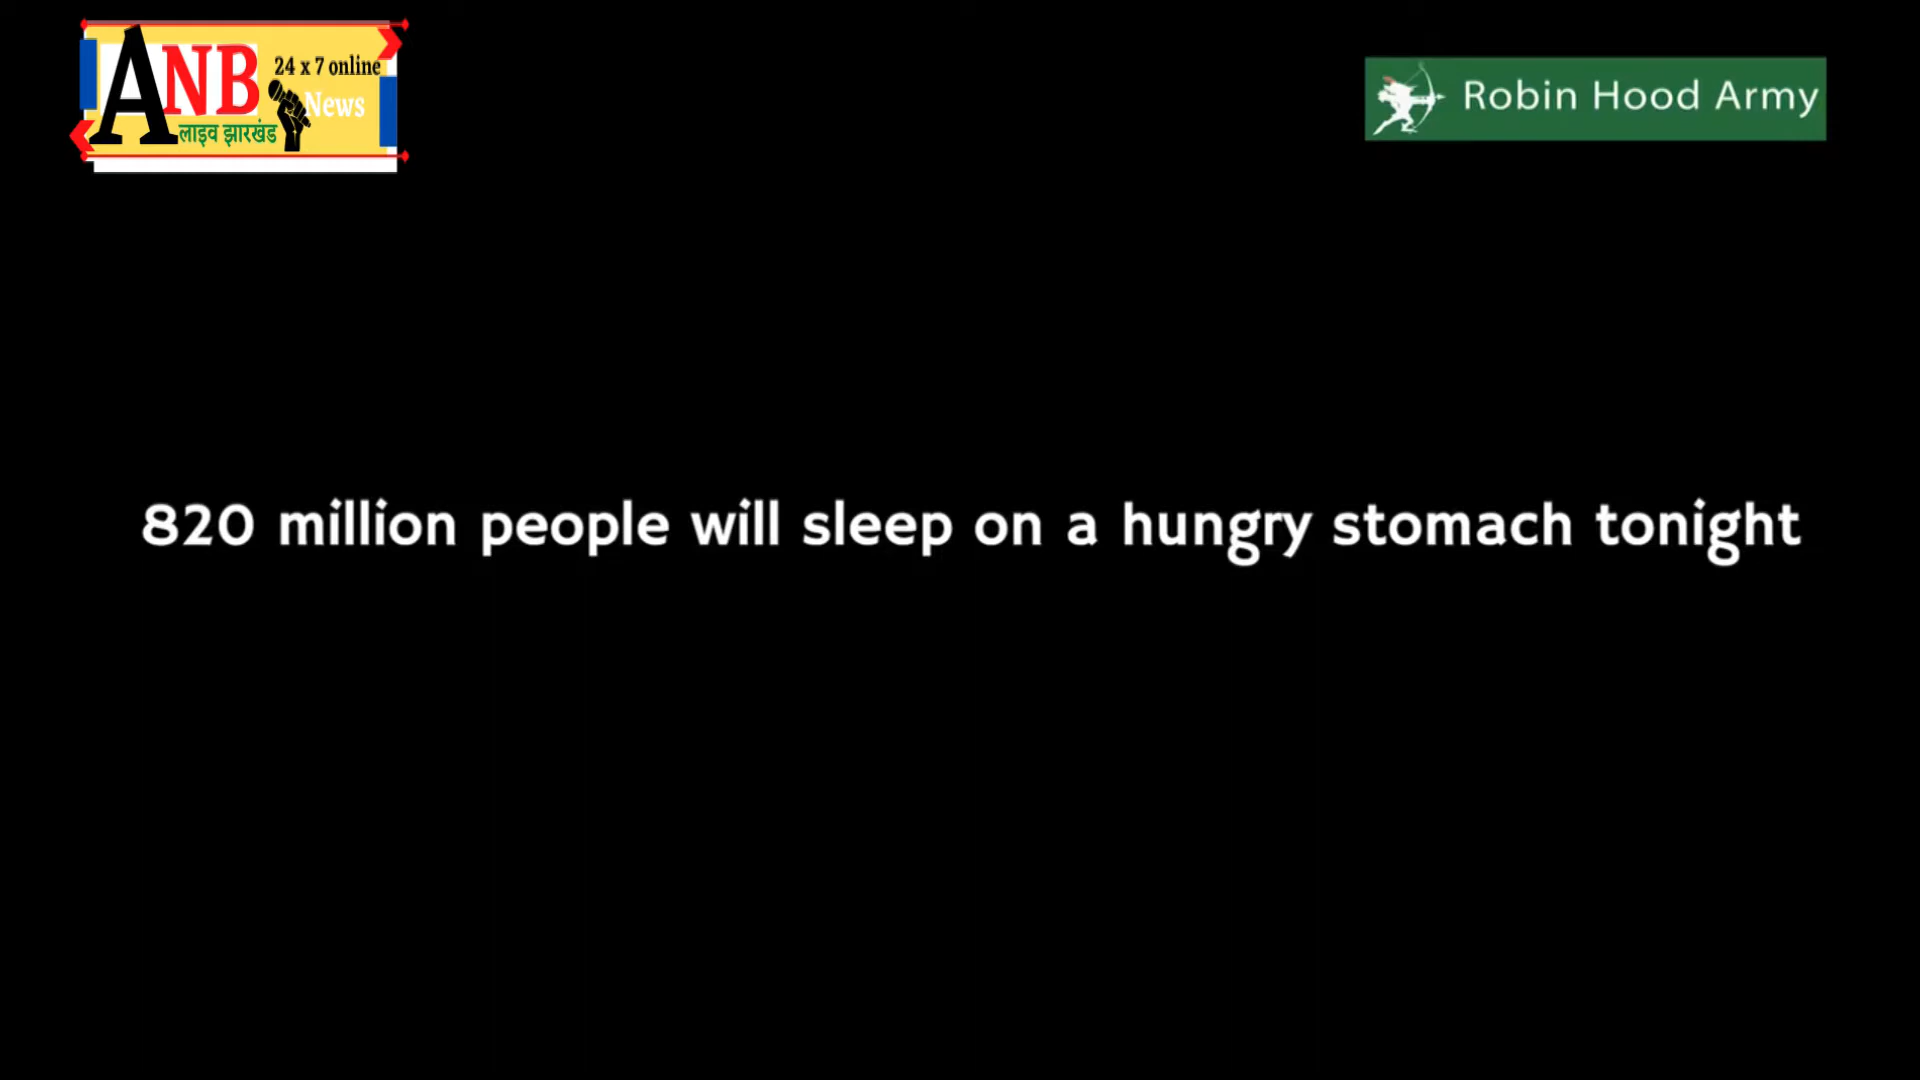 ANB
24 x 7 online
News
लाइव झारखंड
Robin Hood Army
820 million people will sleep on a hungry stomach tonight